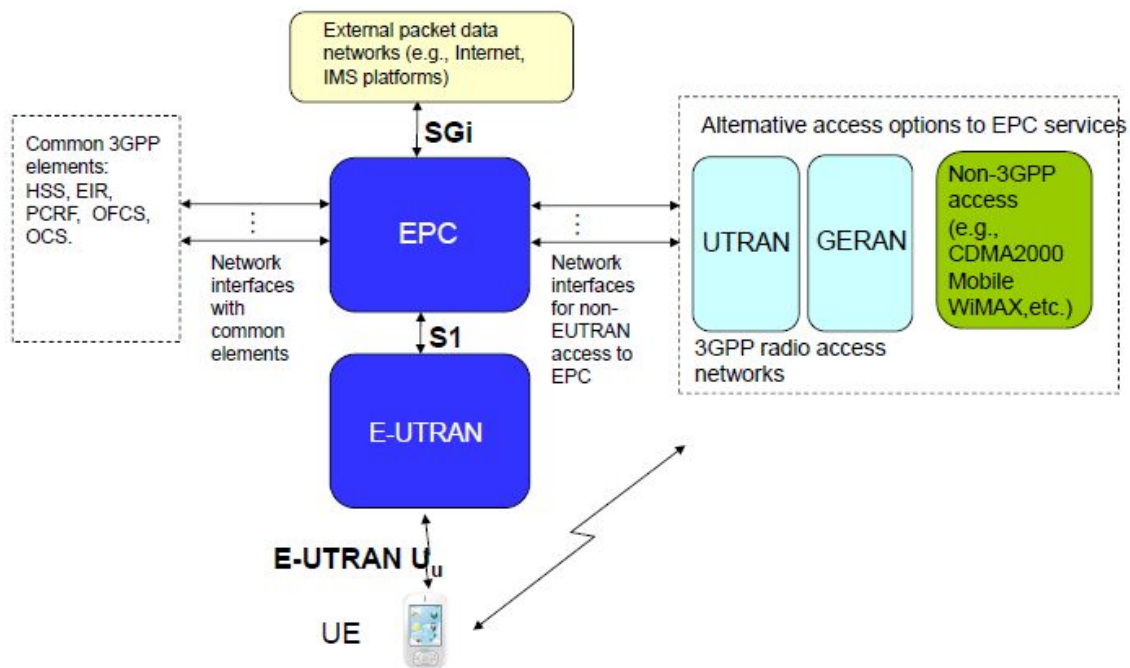 External packet data
networks (e.g., Internet,
IMS platforms)
SGi
Common 3GPP
elements:
HSS, EIR,
PCRF, OFCS,
OCS.
EPC
Network
interfaces
with
common
elements
Network
interfaces
for non-
EUTRAN
access to
EPC
Alternative access options to EPC services
UTRAN
GERAN
Non-3GPP
access
(e.g.,
CDMA2000
Mobile
WiMAX,etc.)
3GPP radio access
networks
S1
E-UTRAN
E-UTRAN Uu
UE